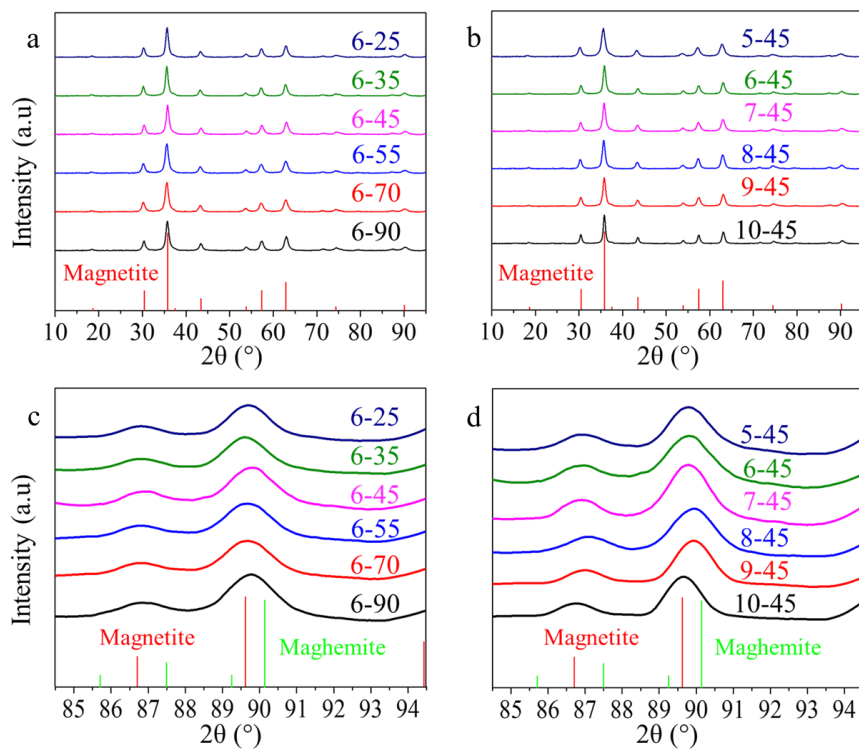 a
6-25
6-35
6-45
6-55
6-70
6-90
Magnetite
Intensity (a.u)
10 20 30 40 50 60 70 80 90
2θ (°)
b
5-45
6-45
7-45
8-45
9-45
10-45
Magnetite
10 20 30 40 50 60 70 80 90
2θ (°)
c
6-25
6-35
6-45
6-55
6-70
6-90
Magnetite
Maghemite
Intensity (a.u)
85 86 87 88 89 90 91 92 93 94
2θ (°)
d
5-45
6-45
7-45
8-45
9-45
10-45
Magnetite
Maghemite
85 86 87 88 89 90 91 92 93 94
2θ (°)